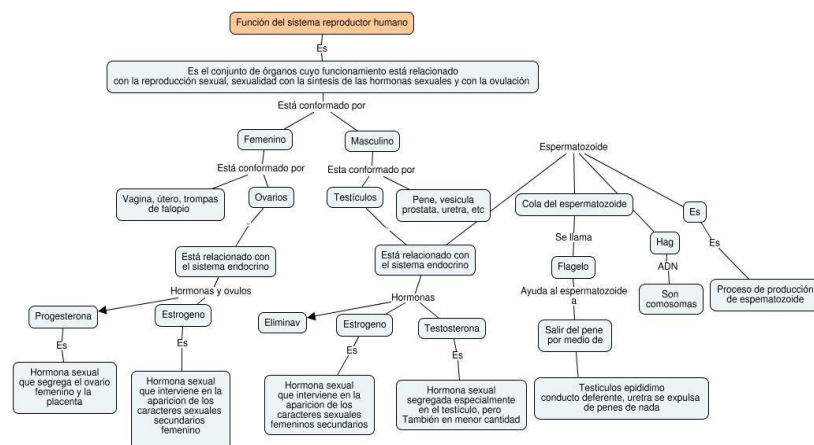 Función del sistema reproductor humano
Es
Es el conjunto de órganos cuyo funcionamiento está relacionado
con la reproducción sexual, sexualidad con la síntesis de las hormonas sexuales y con la ovulación
Está conformado por
Femenino
Masculino
Espermatozoide
Está conformado por
Esta conformado por
Vagina, útero, trompas
de falopio
Ovarios
Testículos
Pene, vesicula
prostata, uretra, etc
Cola del espermatozoide
Es
Está relacionado con
el sistema endocrino
Está relacionado con
el sistema endocrino
Se llama
Hag
Es
Flagelo
ADN
Hormonas y ovulos
Hormonas
Ayuda al espermatozoide
a
Son
comosomas
Proceso de producción
de espematozoide
Progesterona
Estrogeno
Eliminav
Estrogeno
Testosterona
Salir del pene
por medio de
Es
Es
Es
Es
Hormona sexual
que segrega el ovario
femenino y la
placenta
Hormona sexual
que interviene en la
aparicion de los
caracteres sexuales
secundarios
femenino
Hormona sexual
que interviene en la
aparicion de los
caracteres sexuales
femeninos secundarios
Hormona sexual
segregada especialmente
en el testículo, pero
También en menor cantidad
Testiculos epididimo
conducto deferente, uretra se expulsa
de penes de nada